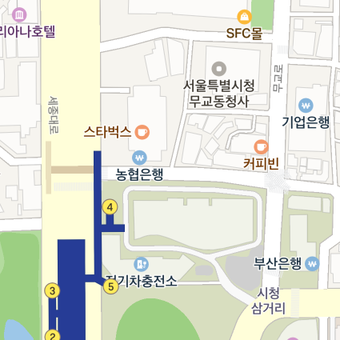 리아나호텔
SFC몰
서울특별시청
무교동청사
무교로
기업은행
세종대로
스타벅스
커피빈
농협은행
4
부산은행
전기차충전소
3
5
시청
삼거리
2